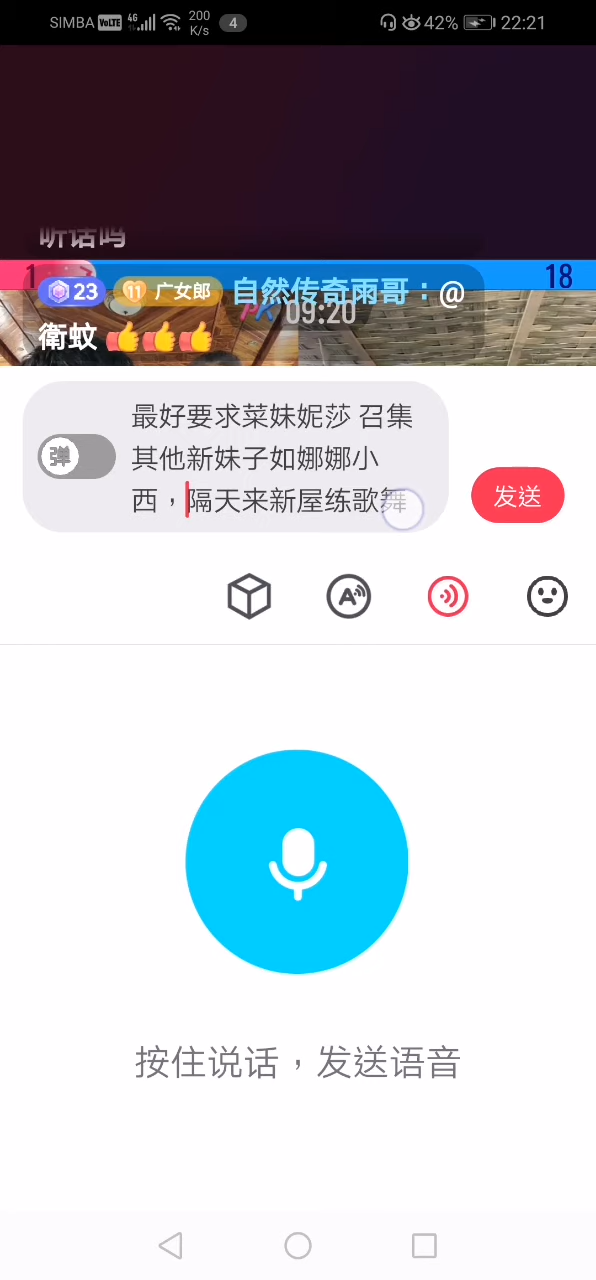 SIMBA VoLTE 4G 200 K/s 4 42% 22:21
听话吗
1 18
23 11 广女郎 自然传奇雨哥：@
PK 09:20
衛蚊 👍👍👍
弹
最好要求菜妹妮莎 召集
其他新妹子如娜娜小
西，隔天来新屋练歌舞
发送
A
按住说话，发送语音